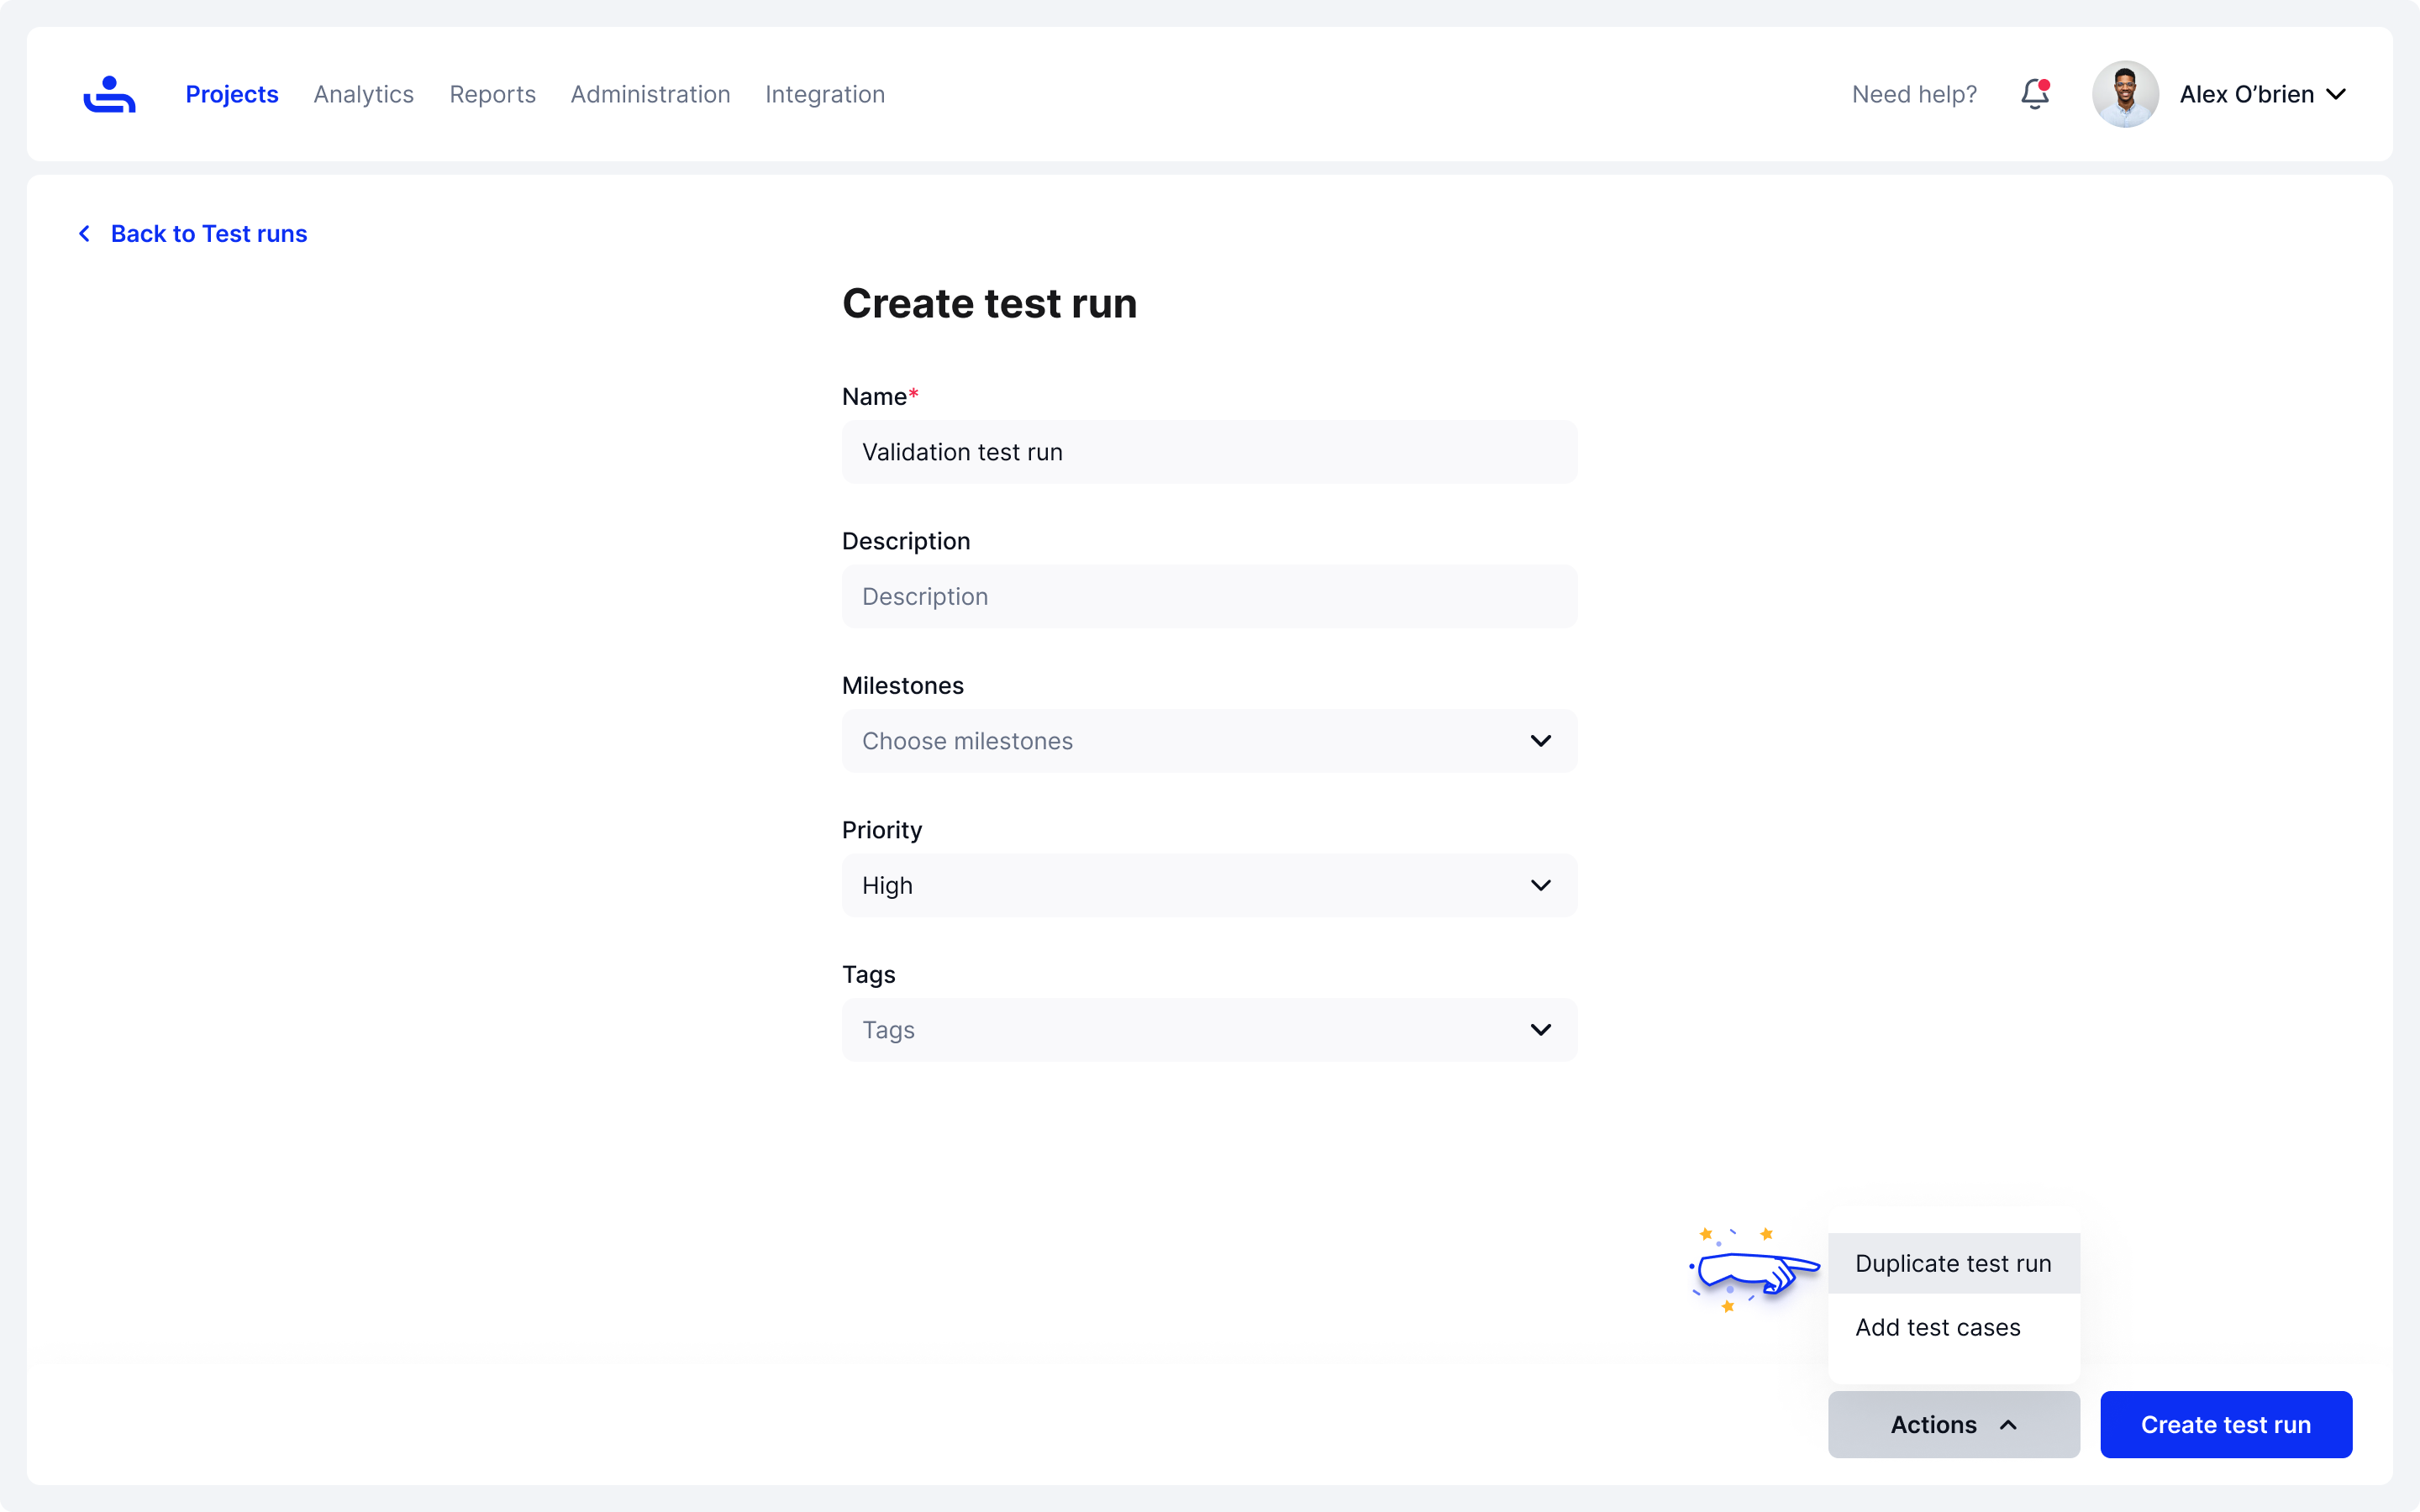 Projects Analytics Reports Administration Integration Need help? Alex O’brien
Back to Test runs
Create test run
Name*
Validation test run
Description
Description
Milestones
Choose milestones
Priority
High
Tags
Tags
Duplicate test run
Add test cases
Actions
Create test run